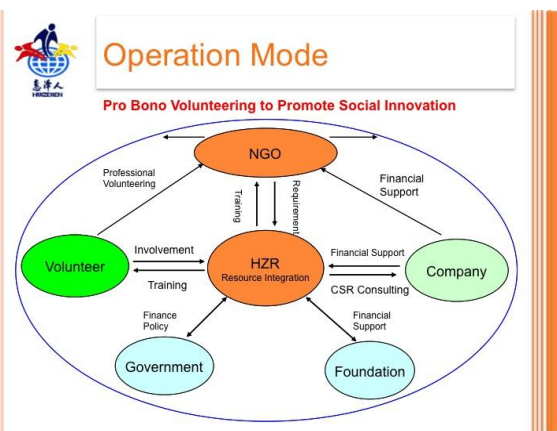 Operation Mode
惠泽人
HUIZEREN
Pro Bono Volunteering to Promote Social Innovation
NGO
Professional
Volunteering
Financial
Support
Training
Requirement
Volunteer
Involvement
Training
HZR
Resource Integration
Financial Support
CSR Consulting
Company
Finance
Policy
Financial
Support
Government
Foundation